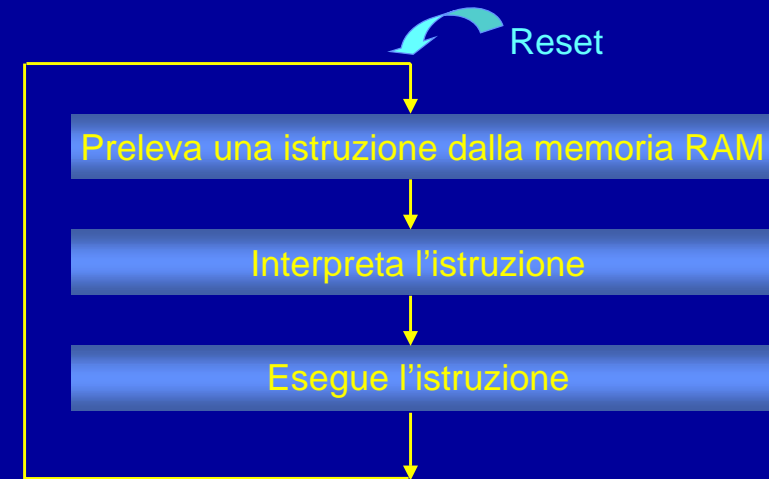 Reset
Preleva una istruzione dalla memoria RAM
Interpreta l’istruzione
Esegue l’istruzione